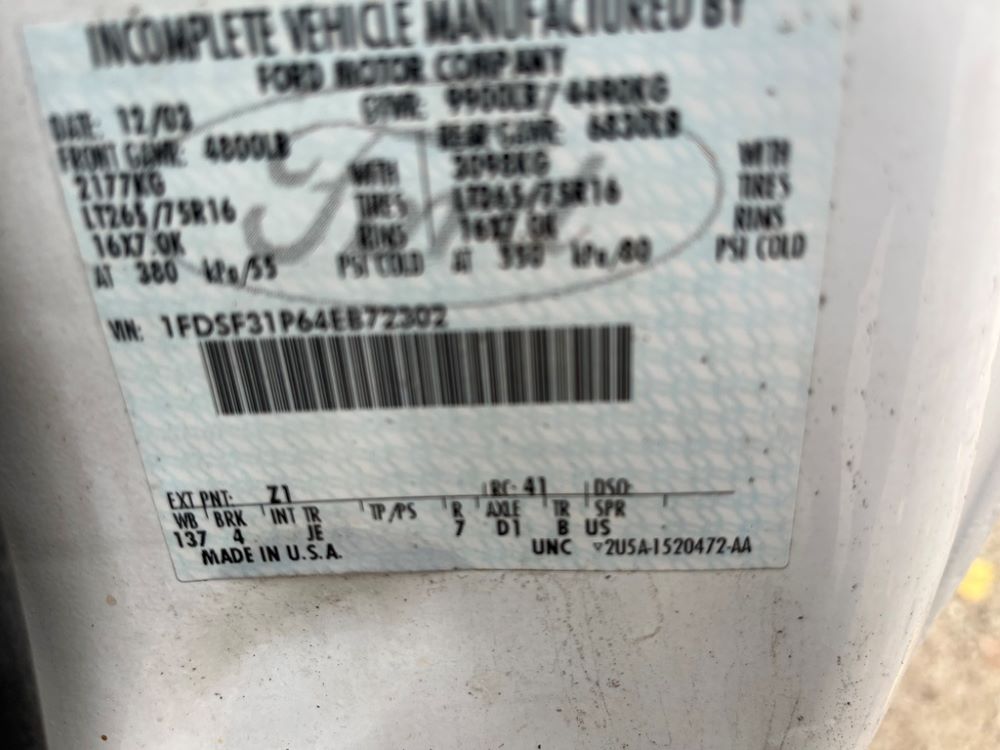 INCOMPLETE VEHICLE MANUFACTURED BY
FORD MOTOR COMPANY
DATE: 12/03 GVWR: 9900LB/4490KG
FRONT GAWR: 4800LB REAR GAWR: 6830LB
2177KG WITH 3098KG WITH
LT265/75R16 TIRES LT265/75R16 TIRES
16X7.0K RIMS 16X7.0K RIMS
AT 380 kPa/55 PSI COLD AT 550 kPa/80 PSI COLD
Ford
VIN: 1FDSF31P64EB72302
EXT PNT: Z1 RC: 41 DSO:
WB BRK INT TR TP/PS R AXLE TR SPR
137 4 JE 7 D1 B US
MADE IN U.S.A. UNC ▽2U5A-1520472-AA